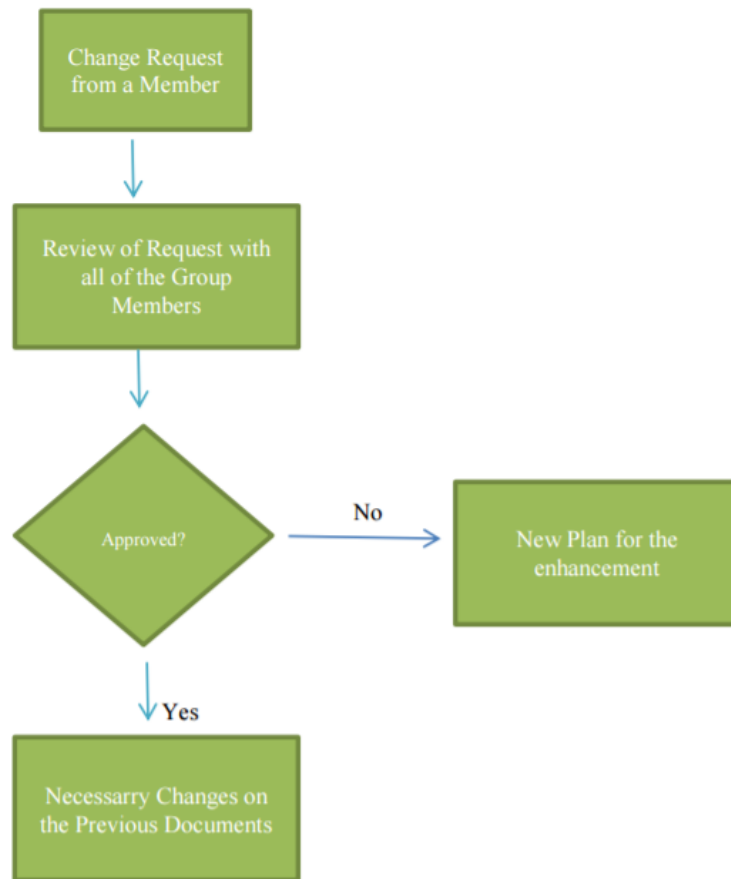 Change Request
from a Member
Review of Request with
all of the Group
Members
Approved?
No
New Plan for the
enhancement
Yes
Necessarry Changes on
the Previous Documents